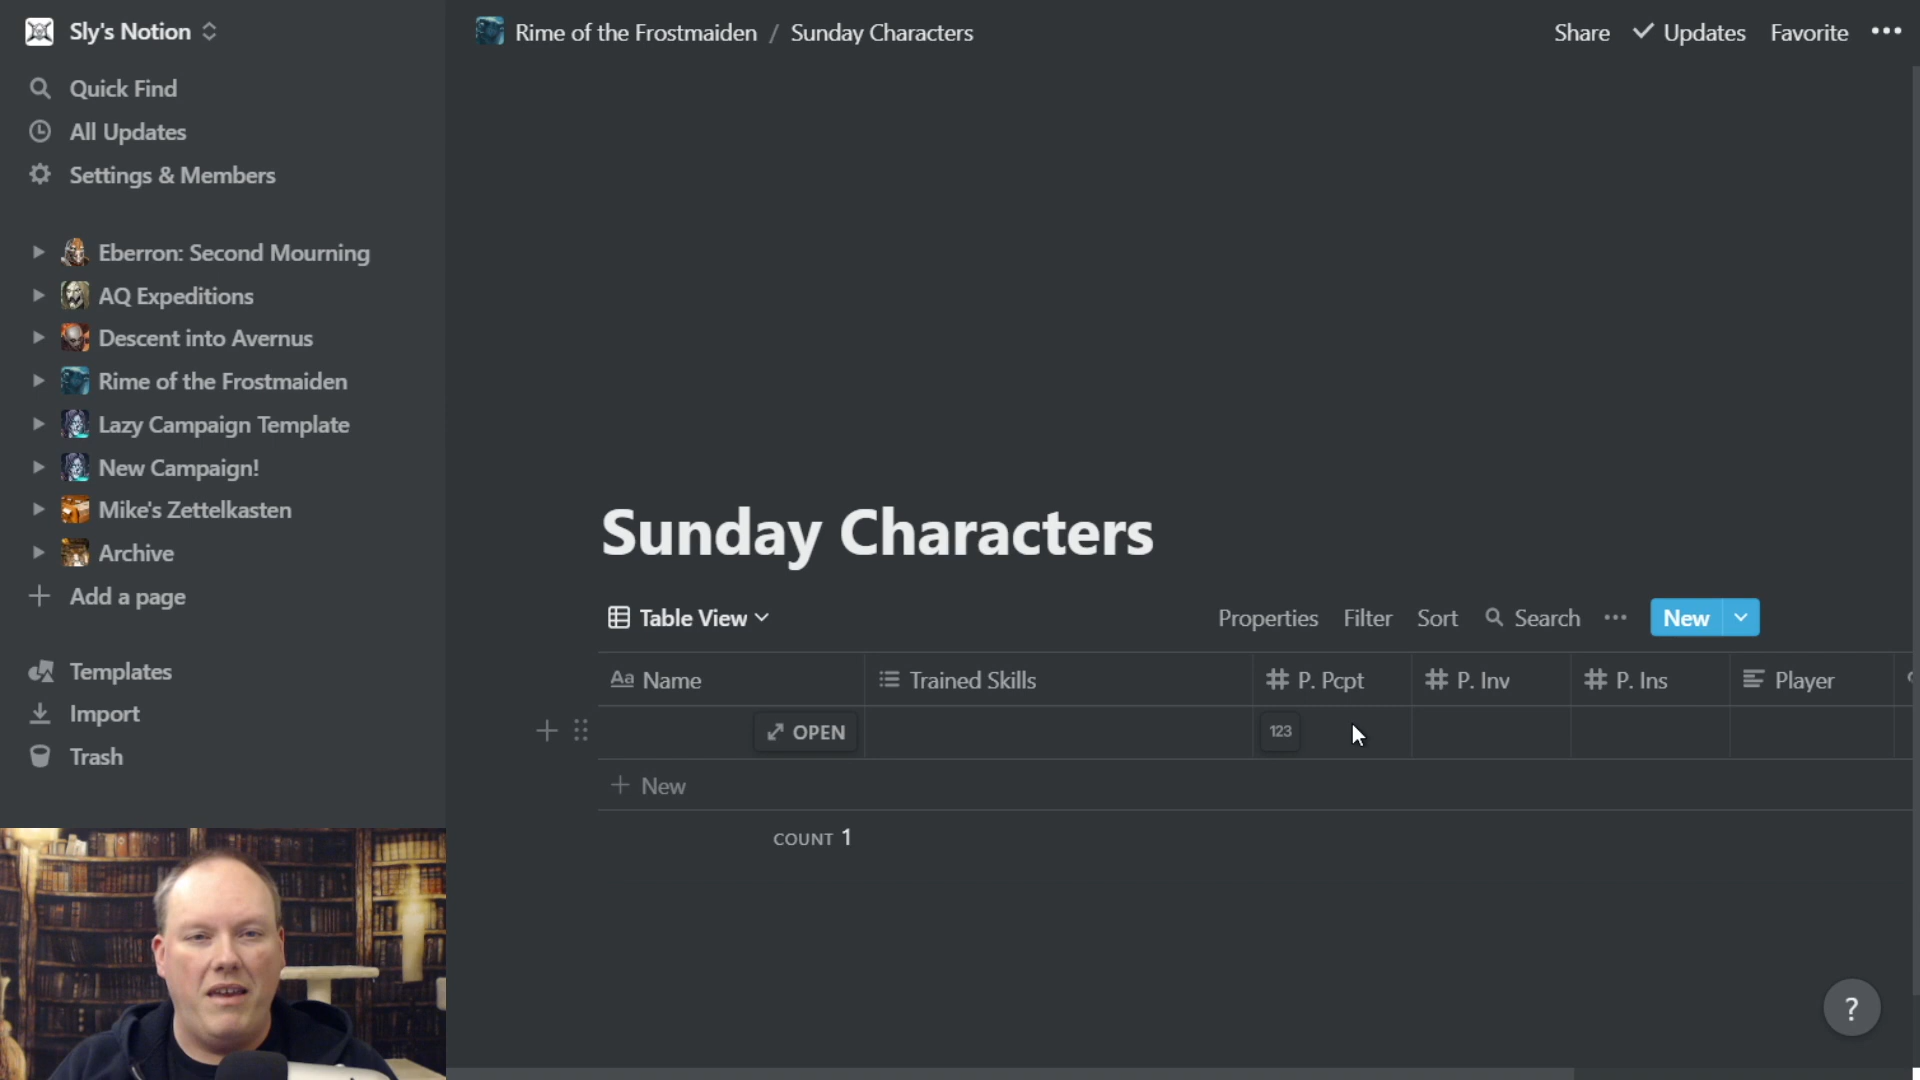 Sly's Notion
Quick Find
All Updates
Settings & Members
Eberron: Second Mourning
AQ Expeditions
Descent into Avernus
Rime of the Frostmaiden
Lazy Campaign Template
New Campaign!
Mike's Zettelkasten
Archive
Add a page
Templates
Import
Trash
Rime of the Frostmaiden / Sunday Characters
Share Updates Favorite
Sunday Characters
Table View Properties Filter Sort Search New
Aa Name Trained Skills # P. Pcpt # P. Inv # P. Ins Player
OPEN 123
+ New
COUNT 1
?